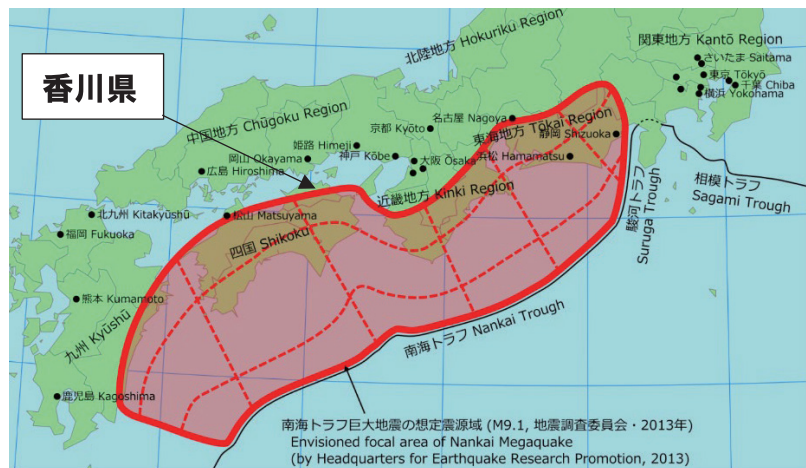 北陸地方 Hokuriku Region
関東地方 Kantō Region
さいたま Saitama
東京 Tōkyō
千葉 Chiba
横浜 Yokohama
香川県
中国地方 Chūgoku Region
名古屋 Nagoya
京都 Kyōto
東海地方 Tōkai Region
静岡 Shizuoka
姫路 Himeji
岡山 Okayama
神戸 Kōbe
大阪 Ōsaka
浜松 Hamamatsu
広島 Hiroshima
近畿地方 Kinki Region
相模トラフ
Sagami Trough
駿河トラフ
Suruga Trough
北九州 Kitakyūshū
松山 Matsuyama
福岡 Fukuoka
四国 Shikoku
熊本 Kumamoto
九州 Kyūshū
南海トラフ Nankai Trough
鹿児島 Kagoshima
南海トラフ巨大地震の想定震源域 (M9.1, 地震調査委員会・2013年)
Envisioned focal area of Nankai Megaquake
(by Headquarters for Earthquake Research Promotion, 2013)